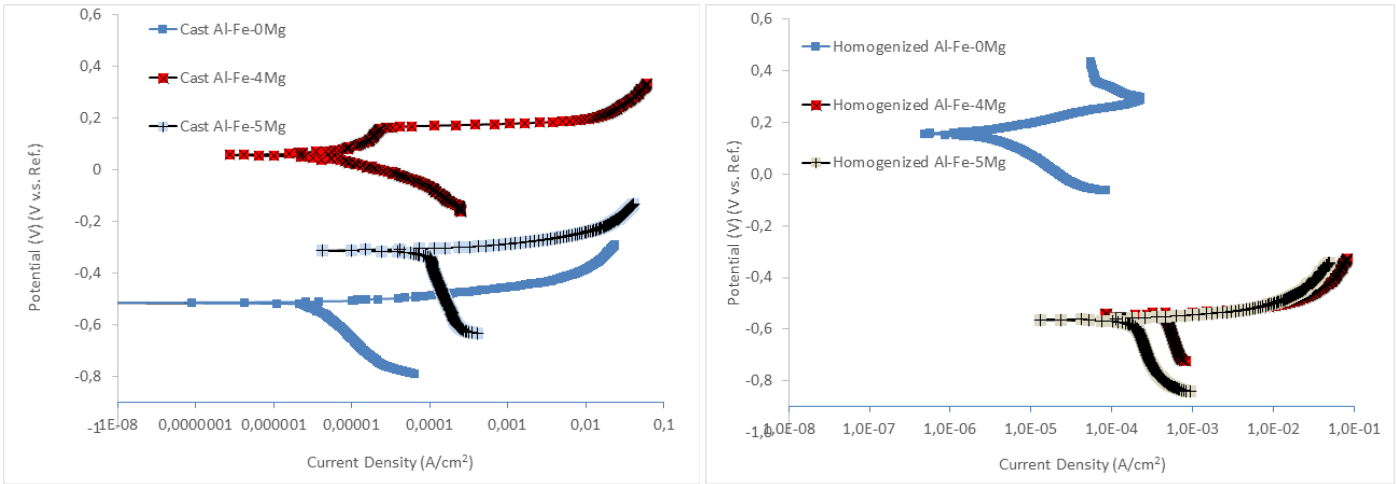 0,6
0,4
0,2
0
-0,2
-0,4
-0,6
-0,8
-1
Potential (V) (V v.s. Ref.)
Cast Al-Fe-0Mg
Cast Al-Fe-4Mg
Cast Al-Fe-5Mg
1E-08 0,0000001 0,000001 0,00001 0,0001 0,001 0,01 0,1
Current Density (A/cm²)
0,6
0,4
0,2
0,0
-0,2
-0,4
-0,6
-0,8
-1,0
Potential (V) (V vs. Ref.)
Homogenized Al-Fe-0Mg
Homogenized Al-Fe-4Mg
Homogenized Al-Fe-5Mg
1,0E-08 1,0E-07 1,0E-06 1,0E-05 1,0E-04 1,0E-03 1,0E-02 1,0E-01
Current Density (A/cm²)